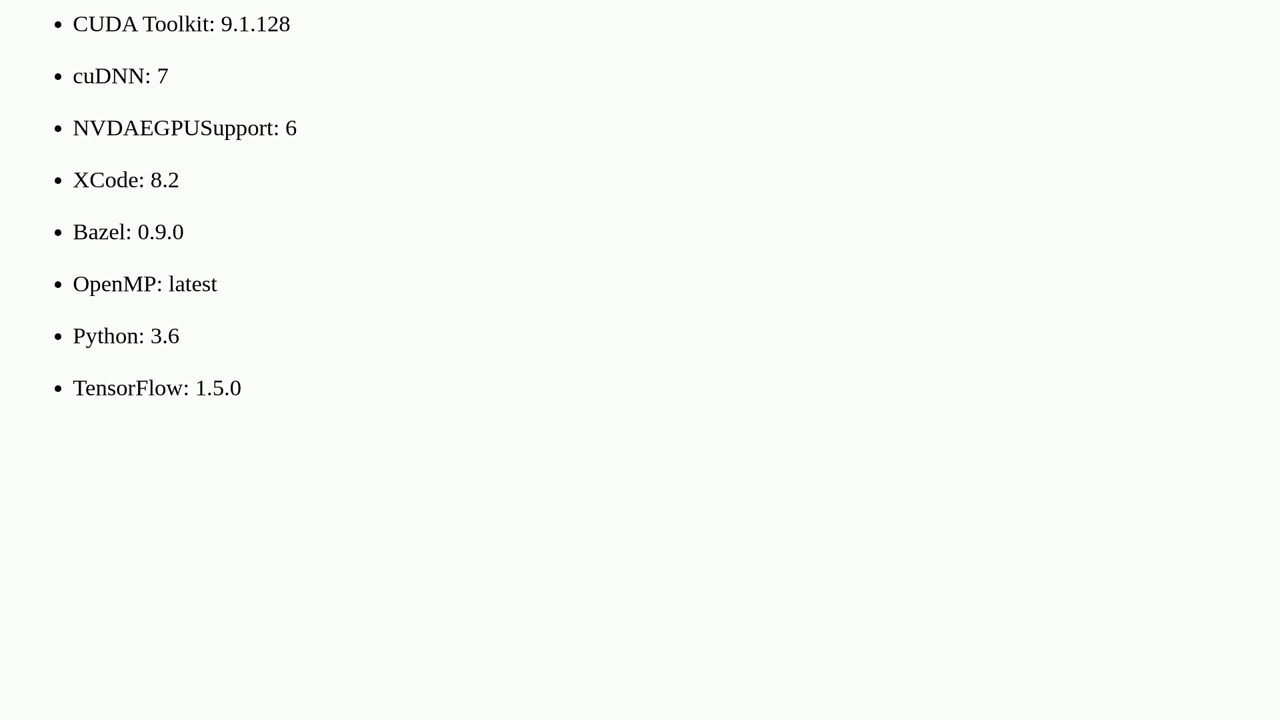 • CUDA Toolkit: 9.1.128
• cuDNN: 7
• NVDAEGPUSupport: 6
• XCode: 8.2
• Bazel: 0.9.0
• OpenMP: latest
• Python: 3.6
• TensorFlow: 1.5.0